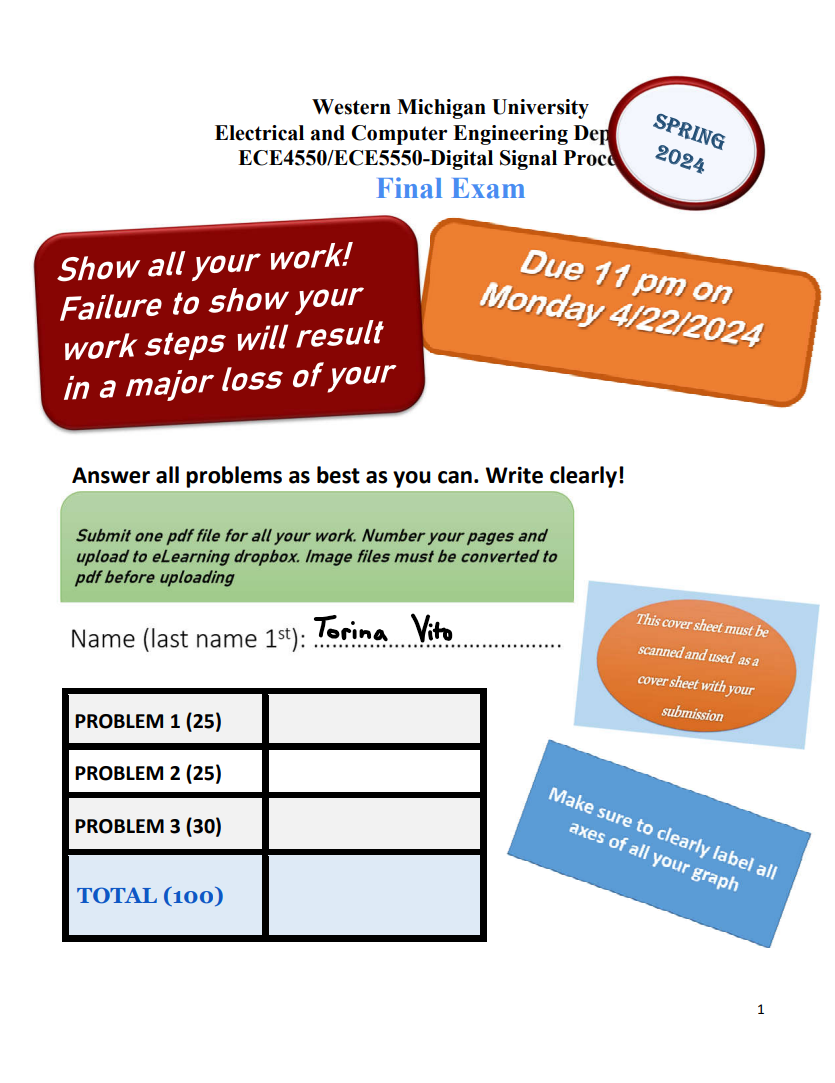 Western Michigan University
Electrical and Computer Engineering Dep
ECE4550/ECE5550-Digital Signal Proce
Final Exam
SPRING
2024
Show all your work!
Failure to show your
work steps will result
in a major loss of your
Due 11 pm on
Monday 4/22/2024
Answer all problems as best as you can. Write clearly!
Submit one pdf file for all your work. Number your pages and
upload to eLearning dropbox. Image files must be converted to
pdf before uploading
Name (last name 1st): Torina Vito
This cover sheet must be
scanned and used as a
cover sheet with your
submission
PROBLEM 1 (25)
PROBLEM 2 (25)
PROBLEM 3 (30)
TOTAL (100)
Make sure to clearly label all
axes of all your graph
1